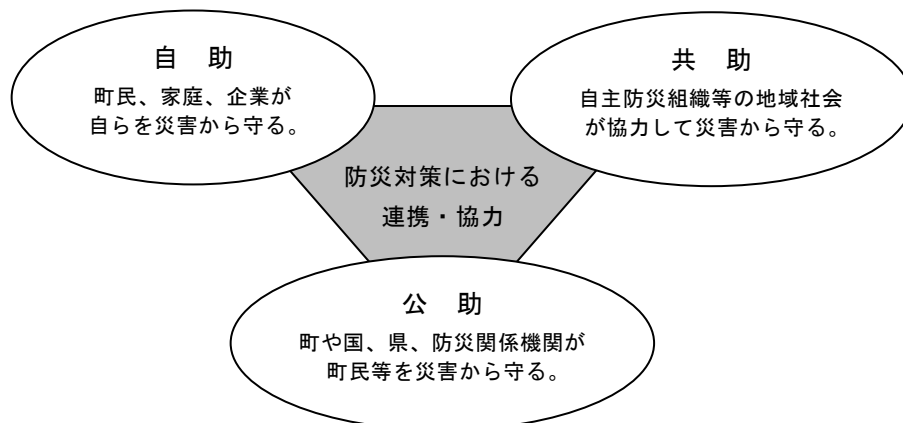 自 助
町民、家庭、企業が
自らを災害から守る。
共 助
自主防災組織等の地域社会
が協力して災害から守る。
防災対策における
連携・協力
公 助
町や国、県、防災関係機関が
町民等を災害から守る。